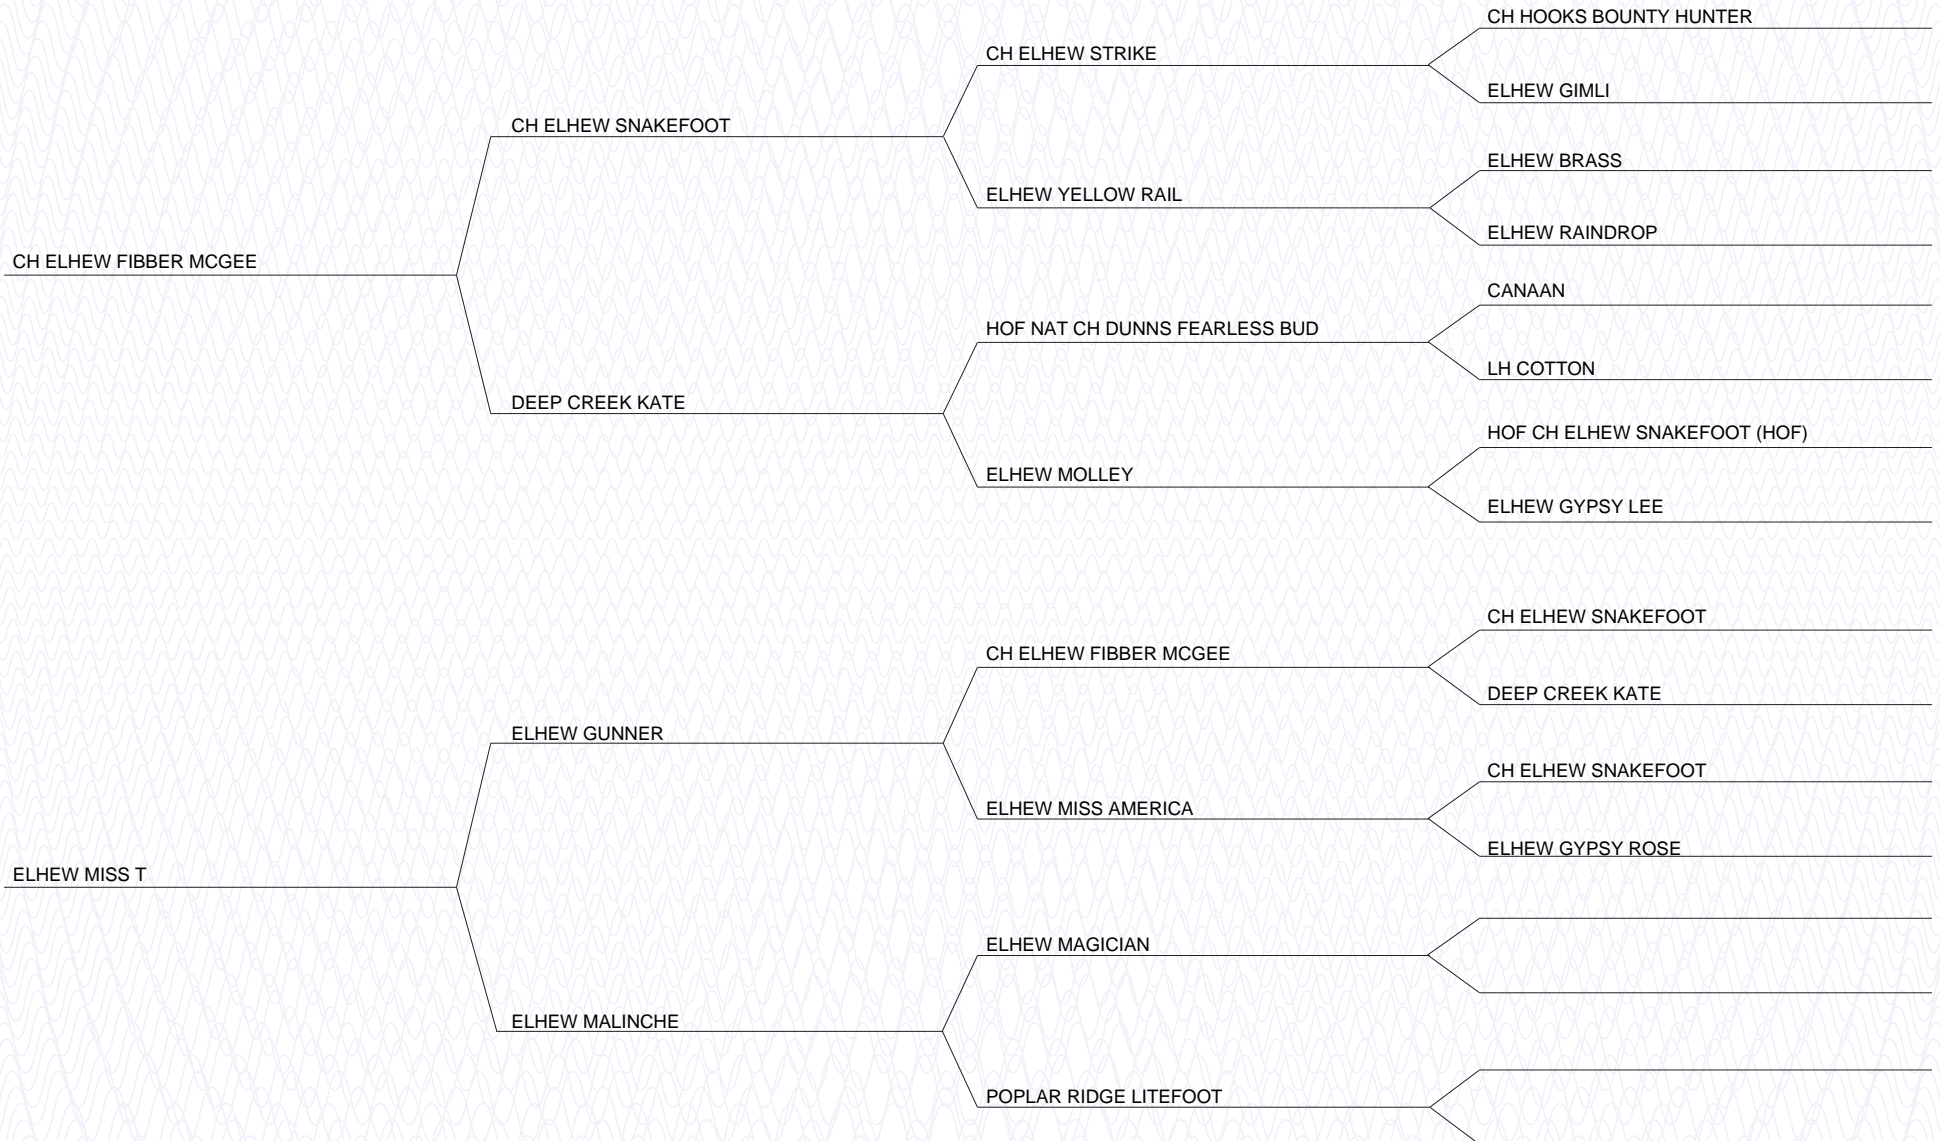 CH HOOKS BOUNTY HUNTER
CH ELHEW STRIKE
ELHEW GIMLI
CH ELHEW SNAKEFOOT
ELHEW BRASS
ELHEW YELLOW RAIL
ELHEW RAINDROP
CH ELHEW FIBBER MCGEE
CANAAN
HOF NAT CH DUNNS FEARLESS BUD
LH COTTON
DEEP CREEK KATE
HOF CH ELHEW SNAKEFOOT (HOF)
ELHEW MOLLEY
ELHEW GYPSY LEE
CH ELHEW SNAKEFOOT
CH ELHEW FIBBER MCGEE
DEEP CREEK KATE
ELHEW GUNNER
CH ELHEW SNAKEFOOT
ELHEW MISS AMERICA
ELHEW GYPSY ROSE
ELHEW MISS T
ELHEW MAGICIAN
ELHEW MALINCHE
POPLAR RIDGE LITEFOOT